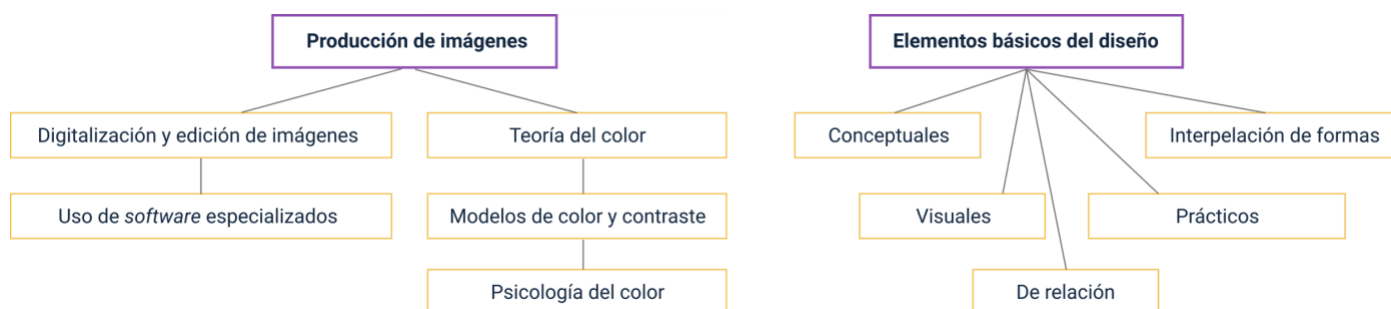 Producción de imágenes
Digitalización y edición de imágenes
Teoría del color
Uso de software especializados
Modelos de color y contraste
Psicología del color
Elementos básicos del diseño
Conceptuales
Interpelación de formas
Visuales
Prácticos
De relación